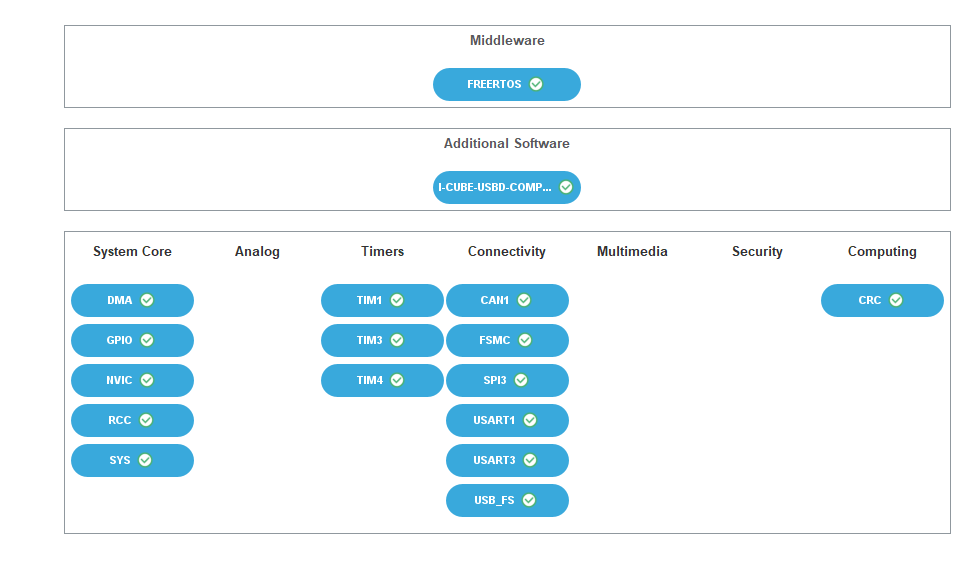 Middleware
FREERTOS
Additional Software
I-CUBE-USBD-COMP...
System Core Analog Timers Connectivity Multimedia Security Computing
DMA TIM1 CAN1 CRC
GPIO TIM3 FSMC
NVIC TIM4 SPI3
RCC USART1
SYS USART3
USB_FS